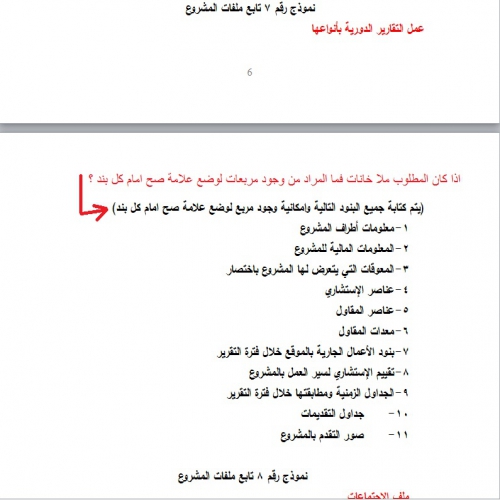 نموذج رقم ٧ تابع ملفات المشروع
عمل التقارير الدورية بأنواعها
6
اذا كان المطلوب ملا خانات فما المراد من وجود مربعات لوضع علامة صح امام كل بند ؟
(يتم كتابة جميع البنود التالية وامكانية وجود مربع لوضع علامة صح امام كل بند)
١- معلومات أطراف المشروع
٢- المعلومات المالية للمشروع
٣- المعوقات التي يتعرض لها المشروع باختصار
٤- عناصر الإستشاري
٥- عناصر المقاول
٦- معدات المقاول
٧- بنود الأعمال الجارية بالموقع خلال فترة التقرير
٨- تقييم الإستشاري لسير العمل بالمشروع
٩- الجداول الزمنية ومطابقتها خلال فترة التقرير
١٠- جداول التقديمات
١١- صور التقدم بالمشروع
نموذج رقم ٨ تابع ملفات المشروع
ملف الاجتماعات